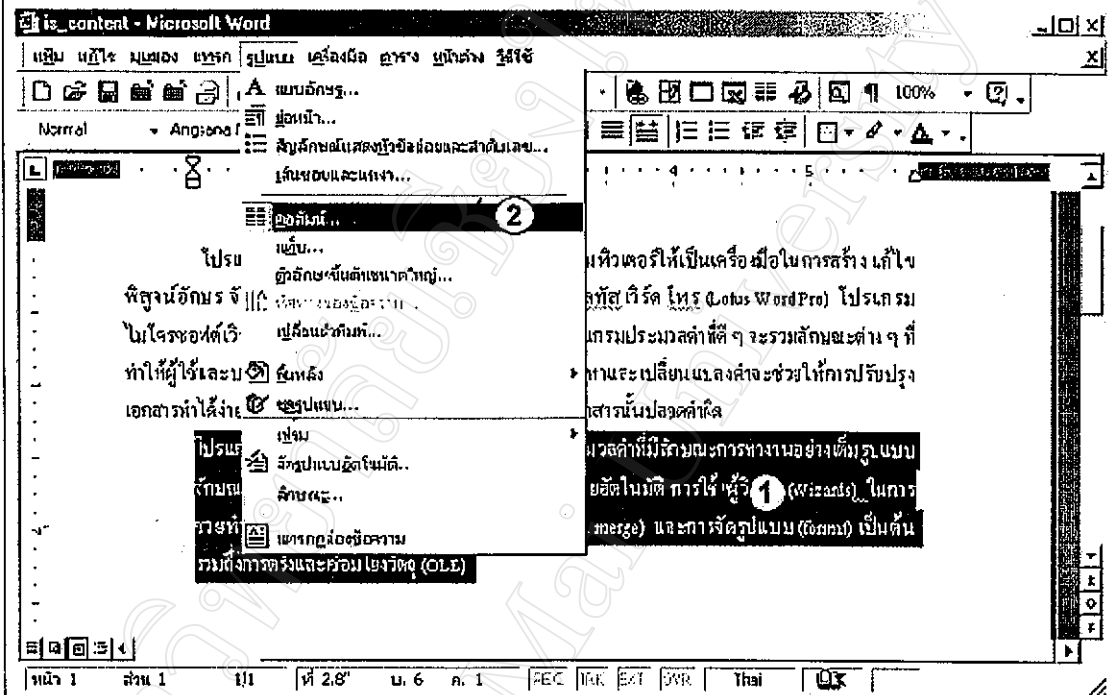 is_content - Microsoft Word
แฟ้ม แก้ไข มุมมอง แทรก รูปแบบ เครื่องมือ ตาราง หน้าต่าง วิธีใช้
100%
Normal Angsana
แบบอักษร...
ย่อหน้า...
สัญลักษณ์แสดงหัวข้อย่อยและลำดับเลข...
เส้นขอบและแรเงา...
คอลัมน์... 2
แท็บ...
ตัวอักษรขึ้นต้นขนาดใหญ่...
ทิศทางของข้อความ...
เปลี่ยนตัวพิมพ์...
พื้นหลัง
ชุดรูปแบบ...
เฟรม
จัดรูปแบบอัตโนมัติ..
ลักษณะ..
แทรกกล่องข้อความ
4 5
โปรแ มพิวเตอร์ให้เป็นเครื่องมือในการสร้าง แก้ไข
พิสูจน์อักษร จั ลทัส เวิร์ด โพร (Lotus WordPro) โปรแกรม
ไมโครซอฟต์เวิ แกรมประมวลคำที่ดี ๆ จะรวมลักษณะต่าง ๆ ที่
ทำให้ผู้ใช้และบ หาและเปลี่ยนแปลงคำจะช่วยให้การปรับปรุง
เอกสารทำได้ง่าย กสารนั้นปลอดคำผิด
โปรแก มวลคำที่มีลักษณะการทำงานอย่างเต็มรูปแบบ
ลักษณ ยอัตโนมัติ การใช้ "ผู้วิ 1 (Wizards) ในการ
merge) และการจัดรูปแบบ (format) เป็นต้น
รวมถึงการตรึงและเชื่อมโยงวัตถุ (OLE)
หน้า 1 ส่วน 1 1/1 ที่ 2.8" บ. 6 ค. 1 REC TRK EXT OVR Thai